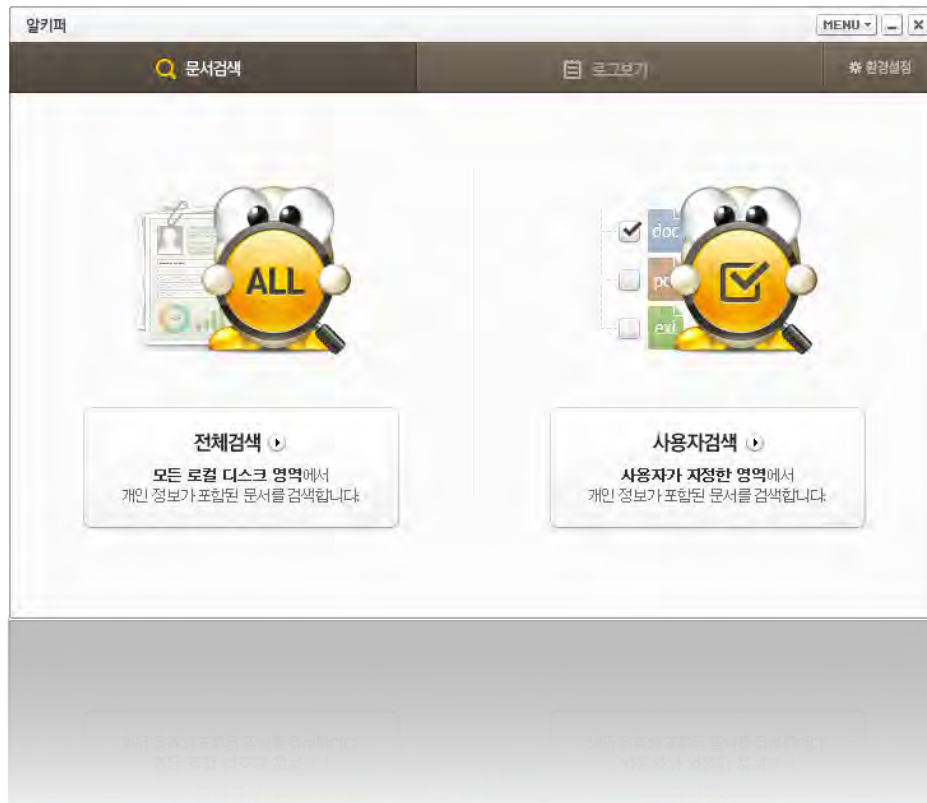 알키퍼
MENU
문서검색
로그보기
환경설정
ALL
doc
전체검색
모든 로컬 디스크 영역에서
개인 정보가 포함된 문서를 검색합니다.
사용자검색
사용자가 지정한 영역에서
개인 정보가 포함된 문서를 검색합니다.